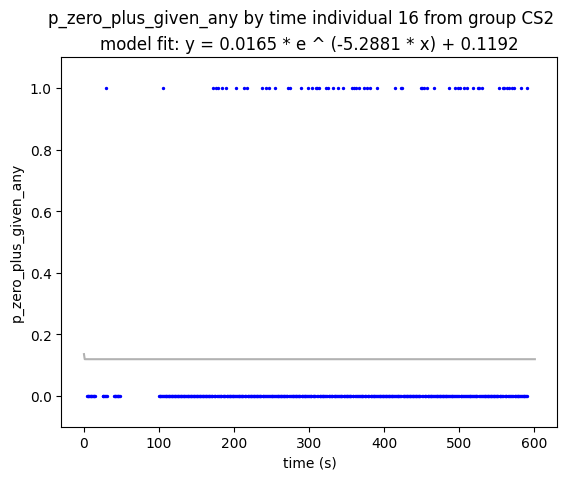 p_zero_plus_given_any by time individual 16 from group CS2
model fit: y = 0.0165 * e ^ (-5.2881 * x) + 0.1192
1.0
0.8
0.6
0.4
0.2
0.0
p_zero_plus_given_any
0 100 200 300 400 500 600
time (s)